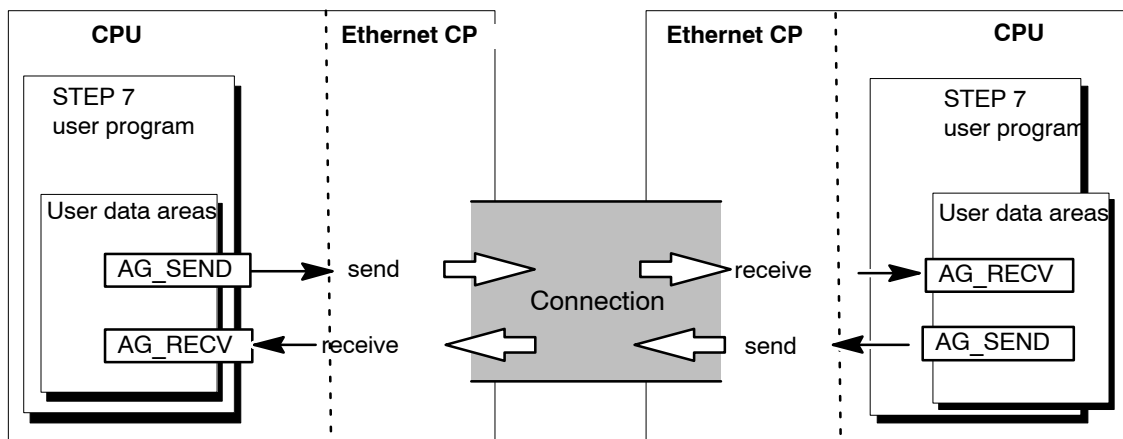 CPU
Ethernet CP
Ethernet CP
CPU
STEP 7
user program
User data areas
AG_SEND
AG_RECV
send
receive
Connection
receive
send
STEP 7
user program
User data areas
AG_RECV
AG_SEND